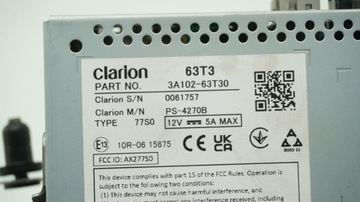 Clarion 63T3
PART NO. 3A102-63T30
Clarion S/N 0061757
Clarion M/N PS-4270B
TYPE 77S0 12V 5A MAX
E13 10R-06 15675 CE UK CA
FCC ID: AX277S0
This device complies with part 15 of the
FCC Rules. Operation is
subject to the following two conditions:
(1) This device may not cause harmful interference, and